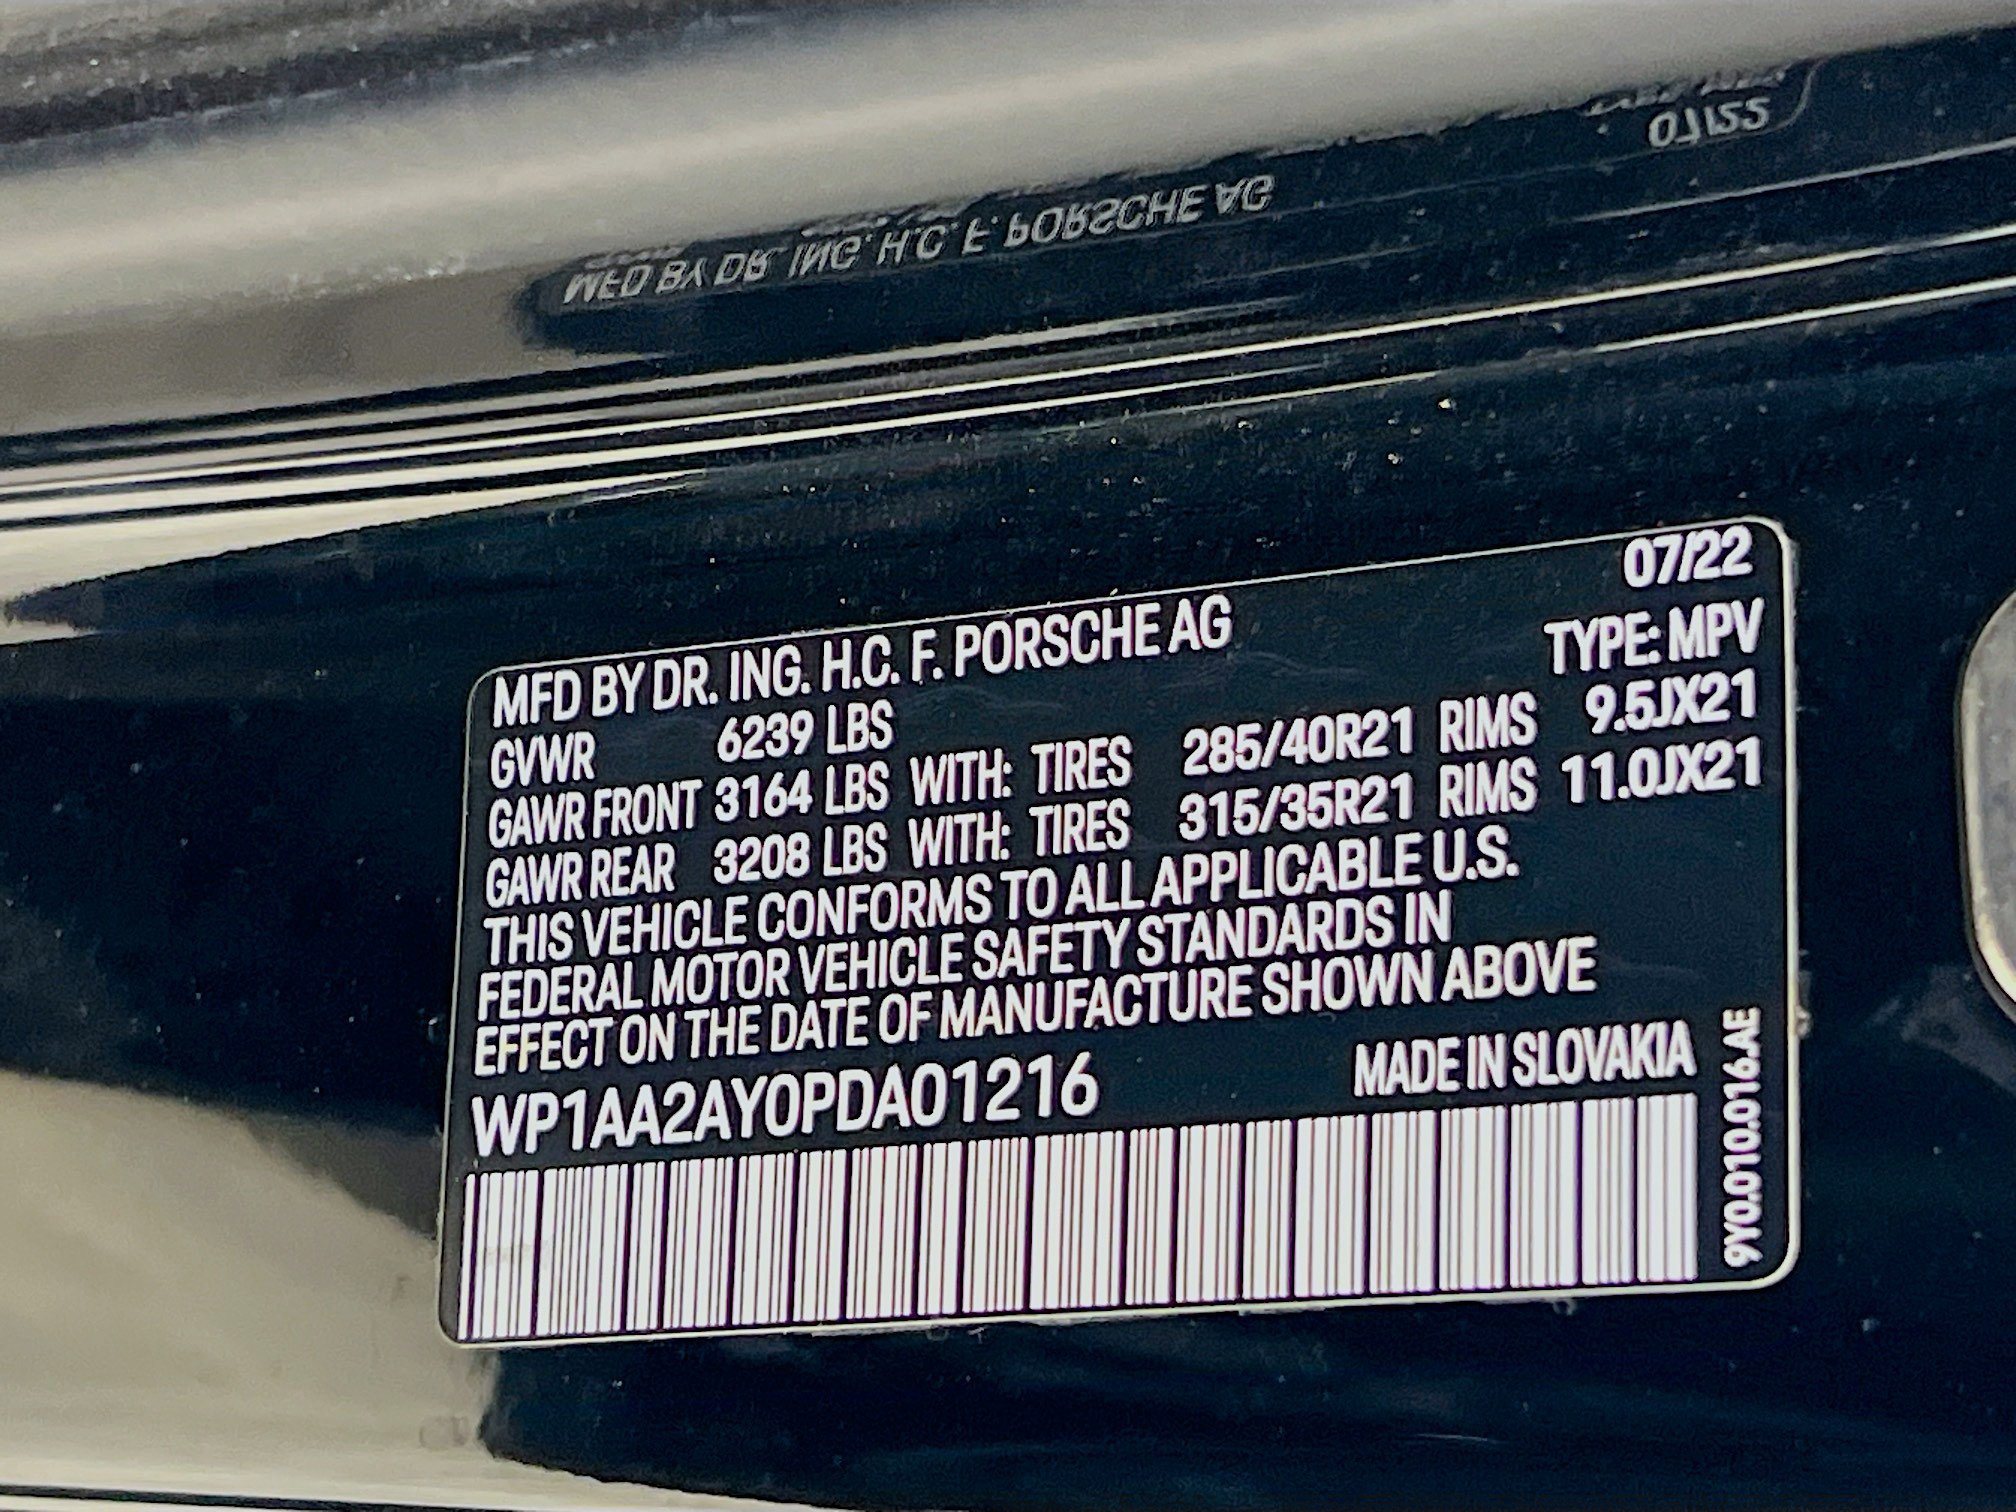 MFD BY DR. ING. H.C. F. PORSCHE AG
07/22
MFD BY DR. ING. H.C. F. PORSCHE AG 07/22
GVWR 6239 LBS TYPE: MPV
GAWR FRONT 3164 LBS WITH: TIRES 285/40R21 RIMS 9.5JX21
GAWR REAR 3208 LBS WITH: TIRES 315/35R21 RIMS 11.0JX21
THIS VEHICLE CONFORMS TO ALL APPLICABLE U.S.
FEDERAL MOTOR VEHICLE SAFETY STANDARDS IN
EFFECT ON THE DATE OF MANUFACTURE SHOWN ABOVE
WP1AA2AY0PDA01216 MADE IN SLOVAKIA
9Y0.010.016.AE